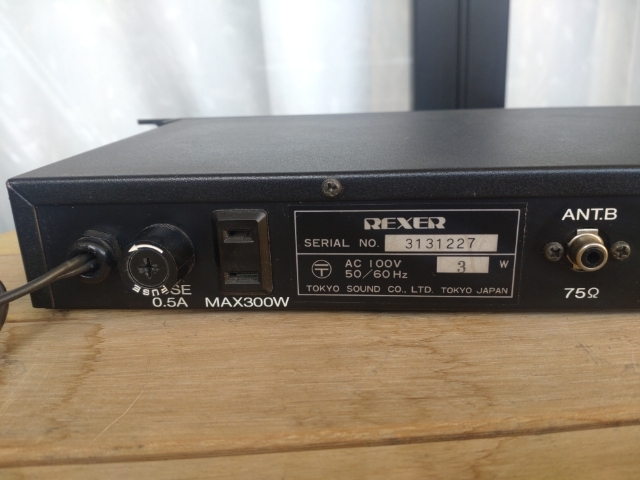 REXER
SERIAL NO. 3131227
〒 AC 100V
50/60Hz 3 W
TOKYO SOUND CO., LTD. TOKYO JAPAN
FUSE
FUSE
0.5A
MAX300W
ANT.B
75Ω